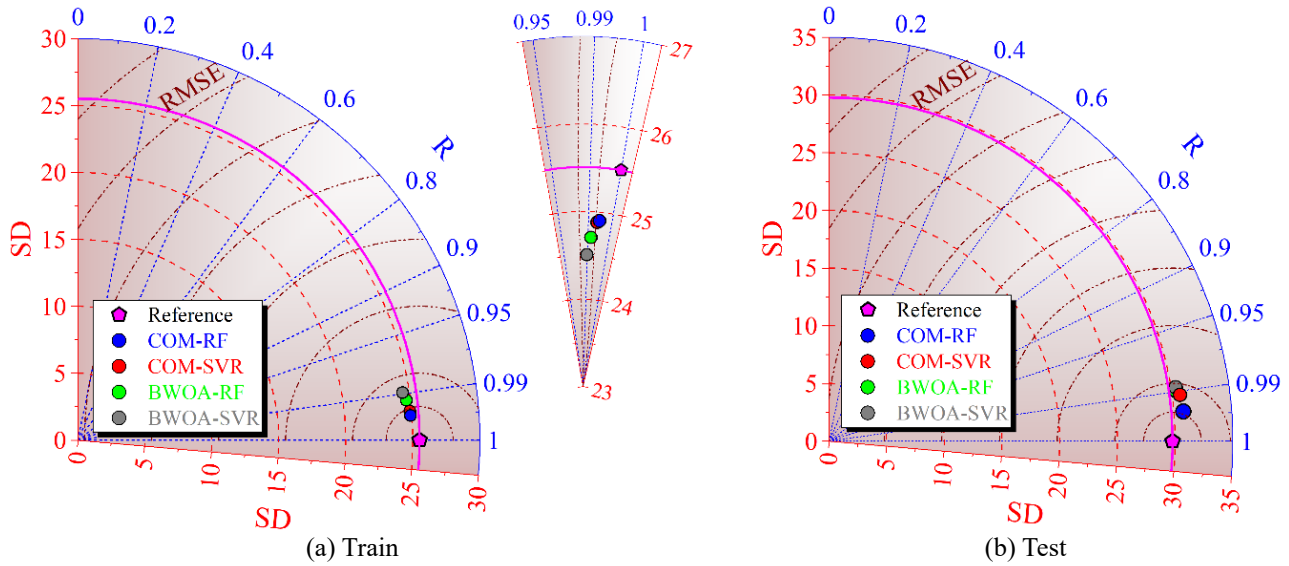 0
0.2
0.4
0.6
0.8
0.9
0.95
0.99
1
R
RMSE
30
25
20
15
10
5
0
SD
Reference
COM-RF
COM-SVR
BWOA-RF
BWOA-SVR
0
5
10
15
20
25
30
SD
(a) Train
0.95
0.99
1
27
26
25
24
23
0
0.2
0.4
0.6
0.8
0.9
0.95
0.99
1
R
RMSE
35
30
25
20
15
10
5
0
SD
Reference
COM-RF
COM-SVR
BWOA-RF
BWOA-SVR
0
5
10
15
20
25
30
35
SD
(b) Test